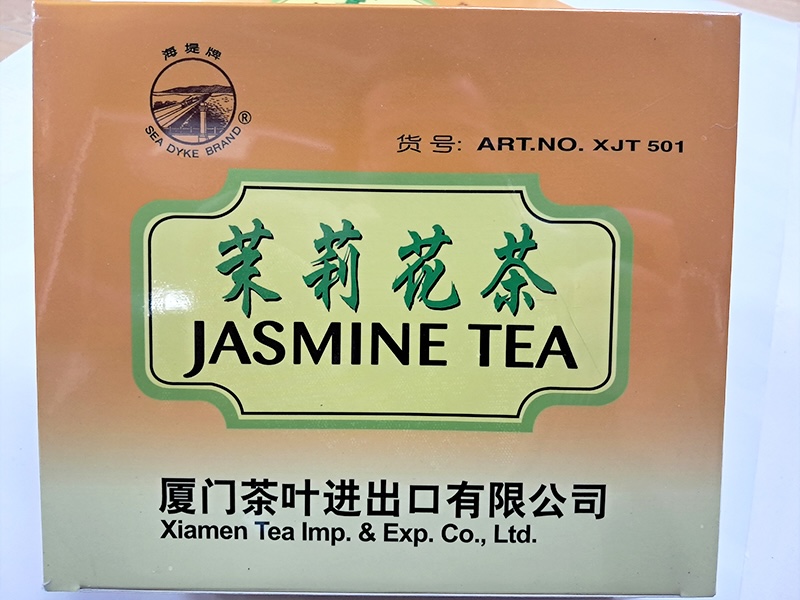 海堤牌
SEA DYKE BRAND®
货号: ART.NO. XJT 501
茉莉花茶
JASMINE TEA
厦门茶叶进出口有限公司
Xiamen Tea Imp. & Exp. Co., Ltd.